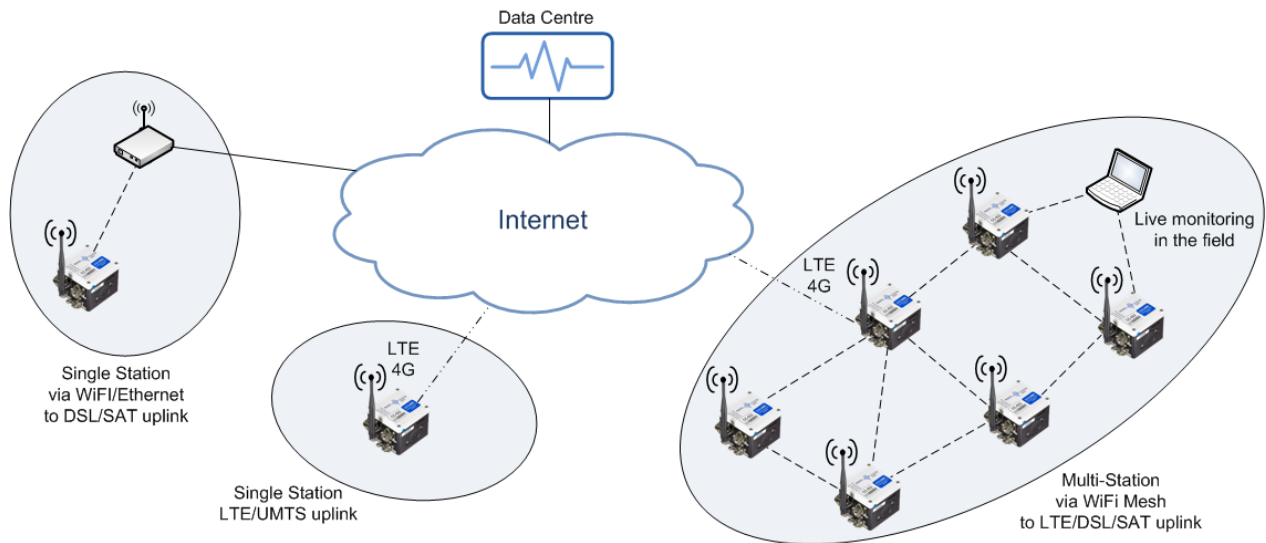 Data Centre
Internet
LTE
4G
Live monitoring
in the field
LTE
4G
Single Station
via WiFI/Ethernet
to DSL/SAT uplink
Single Station
LTE/UMTS uplink
Multi-Station
via WiFi Mesh
to LTE/DSL/SAT uplink